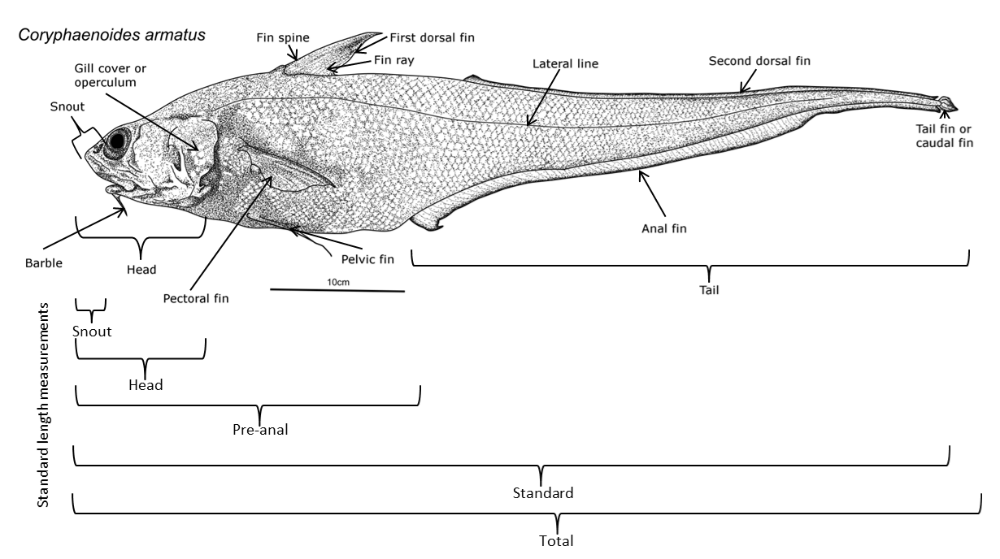 Coryphaenoides armatus
Fin spine
First dorsal fin
Fin ray
Gill cover or
operculum
Lateral line
Second dorsal fin
Snout
Tail fin or
caudal fin
Anal fin
Barble
Head
Pelvic fin
Pectoral fin
10cm
Tail
Standard length measurements
Snout
Head
Pre-anal
Standard
Total